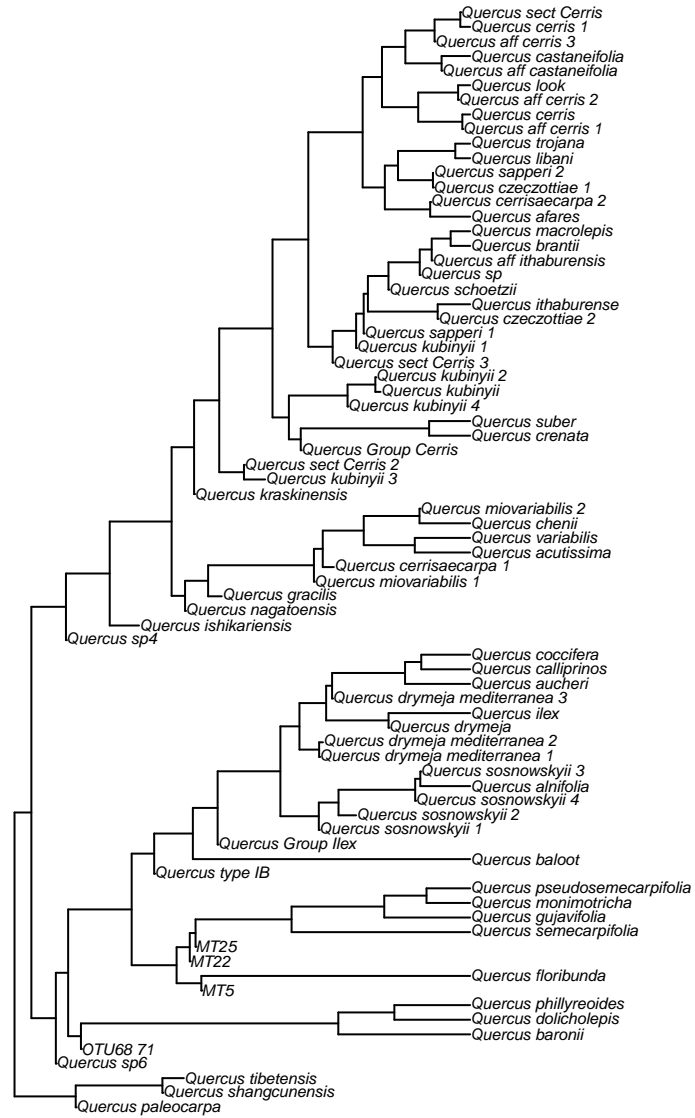 Quercus sect Cerris
Quercus cerris 1
Quercus aff cerris 3
Quercus castaneifolia
Quercus aff castaneifolia
Quercus look
Quercus aff cerris 2
Quercus cerris
Quercus aff cerris 1
Quercus trojana
Quercus libani
Quercus sapperi 2
Quercus czeczottiae 1
Quercus cerrisaecarpa 2
Quercus afares
Quercus macrolepis
Quercus brantii
Quercus aff ithaburensis
Quercus sp
Quercus schoetzii
Quercus ithaburense
Quercus czeczottiae 2
Quercus sapperi 1
Quercus kubinyii 1
Quercus sect Cerris 3
Quercus kubinyii 2
Quercus kubinyii
Quercus kubinyii 4
Quercus suber
Quercus crenata
Quercus Group Cerris
Quercus sect Cerris 2
Quercus kubinyii 3
Quercus kraskinensis
Quercus miovariabilis 2
Quercus chenii
Quercus variabilis
Quercus acutissima
Quercus cerrisaecarpa 1
Quercus miovariabilis 1
Quercus gracilis
Quercus nagatoensis
Quercus ishikariensis
Quercus sp4
Quercus coccifera
Quercus calliprinos
Quercus aucheri
Quercus drymeja mediterranea 3
Quercus ilex
Quercus drymeja
Quercus drymeja mediterranea 2
Quercus drymeja mediterranea 1
Quercus sosnowskyii 3
Quercus alnifolia
Quercus sosnowskyii 4
Quercus sosnowskyii 2
Quercus sosnowskyii 1
Quercus Group Ilex
Quercus baloot
Quercus type IB
Quercus pseudosemecarpifolia
Quercus monimotricha
Quercus gujavifolia
Quercus semecarpifolia
MT25
MT22
Quercus floribunda
MT5
Quercus phillyreoides
Quercus dolicholepis
Quercus baronii
OTU68 71
Quercus sp6
Quercus tibetensis
Quercus shangcunensis
Quercus paleocarpa